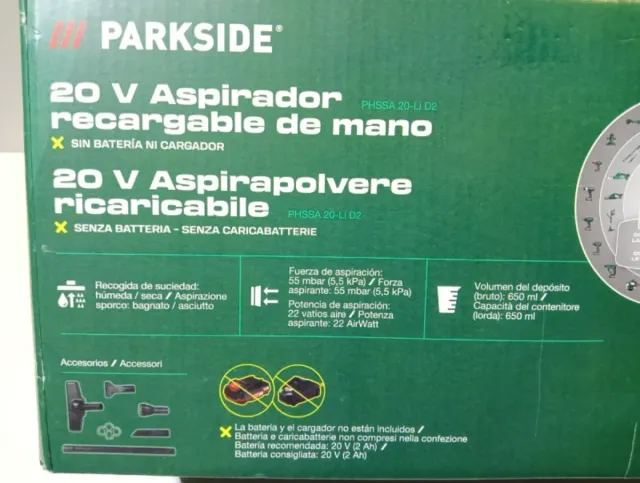 PARKSIDE®
20 V Aspirador
recargable de mano PHSSA 20-Li D2
SIN BATERÍA NI CARGADOR
20 V Aspirapolvere
ricaricabile PHSSA 20-Li D2
SENZA BATTERIA - SENZA CARICABATTERIE
Recogida de suciedad:
húmeda / seca / Aspirazione
sporco: bagnato / asciutto
Fuerza de aspiración:
55 mbar (5,5 kPa) / Forza
aspirante: 55 mbar (5,5 kPa)
Potencia de aspiración:
22 vatios aire / Potenza
aspirante: 22 AirWatt
Volumen del depósito
(bruto): 650 ml /
Capacità del contenitore
(lorda): 650 ml
Accesorios / Accessori
La batería y el cargador no están incluidos /
Batteria e caricabatterie non compresi nella confezione
Batería recomendada: 20 V (2 Ah) /
Batteria consigliata: 20 V (2 Ah)